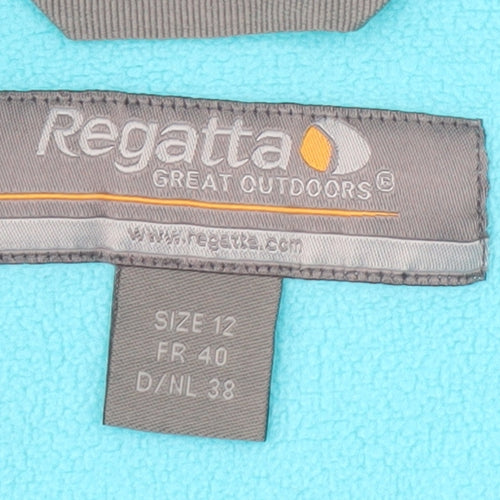 Regatta
GREAT OUTDOORS®
www.regatta.com
SIZE 12
FR 40
D/NL 38